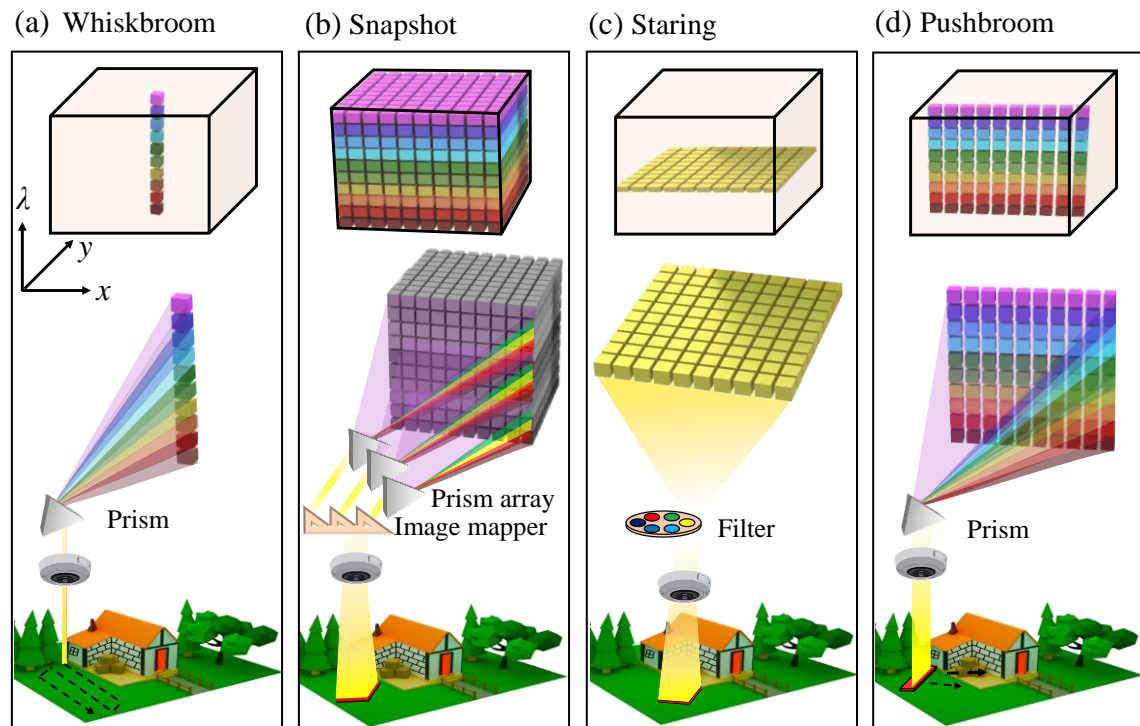 (a) Whiskbroom
(b) Snapshot
(c) Staring
(d) Pushbroom
λ
y
x
Prism
Prism array
Image mapper
Filter
Prism